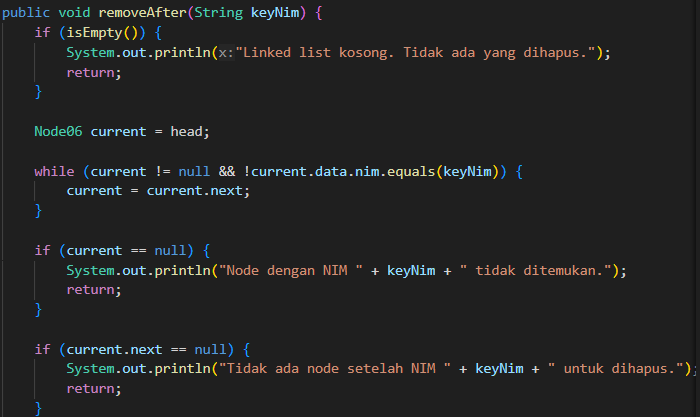 public void removeAfter(String keyNim) {
    if (isEmpty()) {
        System.out.println(x:"Linked list kosong. Tidak ada yang dihapus.");
        return;
    }

    Node06 current = head;

    while (current != null && !current.data.nim.equals(keyNim)) {
        current = current.next;
    }

    if (current == null) {
        System.out.println("Node dengan NIM " + keyNim + " tidak ditemukan.");
        return;
    }

    if (current.next == null) {
        System.out.println("Tidak ada node setelah NIM " + keyNim + " untuk dihapus.");
        return;
    }